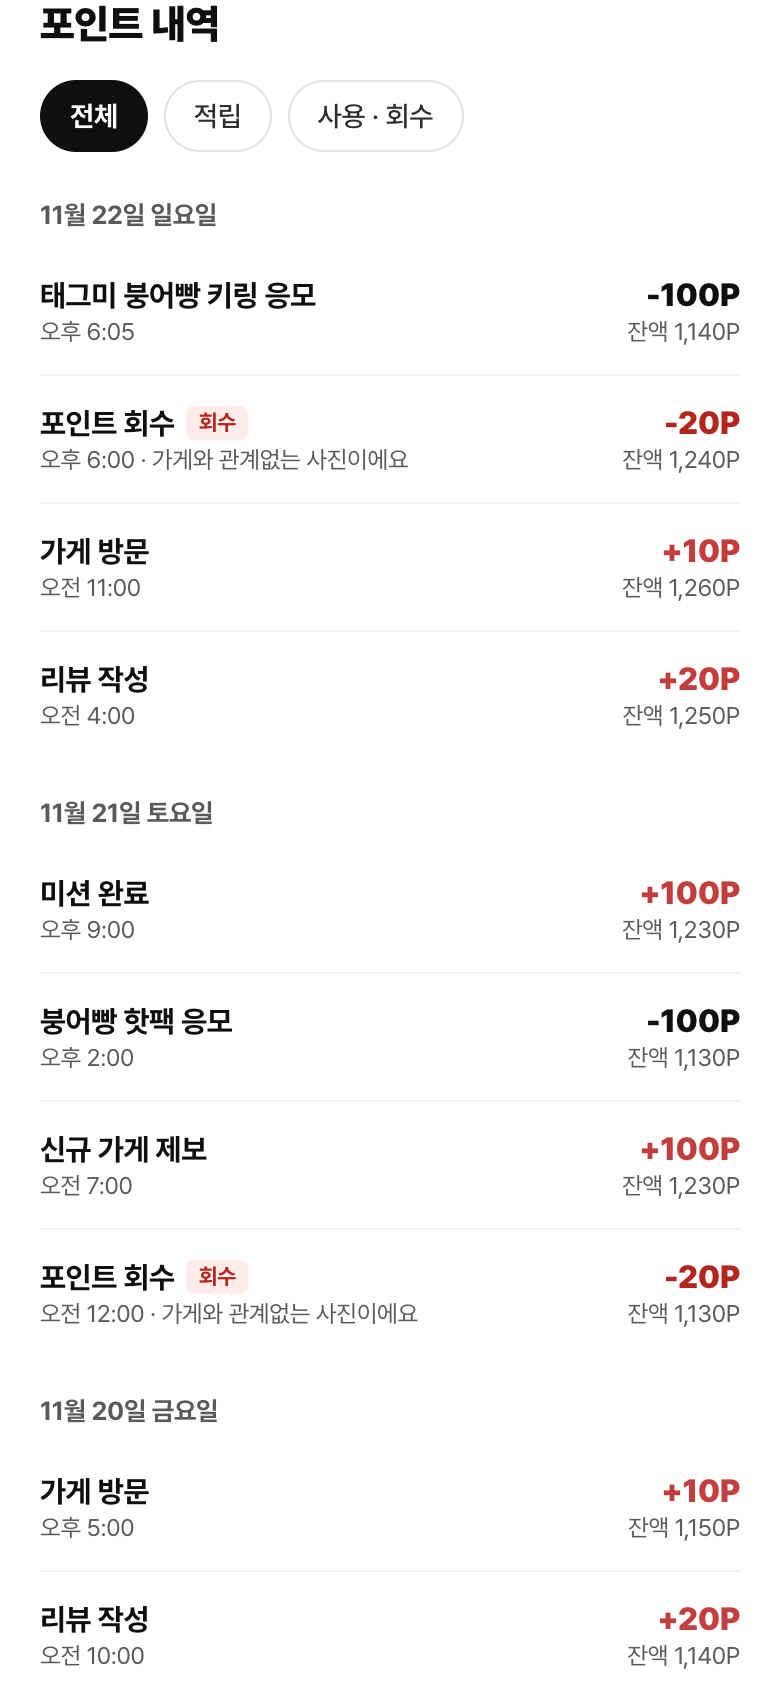 포인트 내역
전체 적립 사용 · 회수
11월 22일 일요일
태그미 붕어빵 키링 응모 -100P
오후 6:05 잔액 1,140P
포인트 회수 회수 -20P
오후 6:00 · 가게와 관계없는 사진이에요 잔액 1,240P
가게 방문 +10P
오전 11:00 잔액 1,260P
리뷰 작성 +20P
오전 4:00 잔액 1,250P
11월 21일 토요일
미션 완료 +100P
오후 9:00 잔액 1,230P
붕어빵 핫팩 응모 -100P
오후 2:00 잔액 1,130P
신규 가게 제보 +100P
오전 7:00 잔액 1,230P
포인트 회수 회수 -20P
오전 12:00 · 가게와 관계없는 사진이에요 잔액 1,130P
11월 20일 금요일
가게 방문 +10P
오후 5:00 잔액 1,150P
리뷰 작성 +20P
오전 10:00 잔액 1,140P